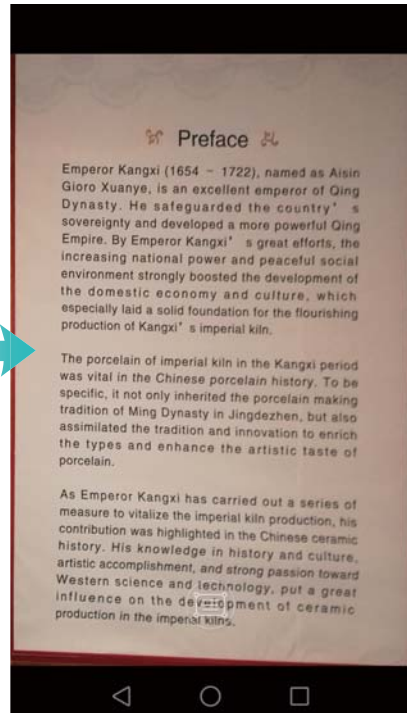 Preface
Emperor Kangxi (1654 - 1722), named as Aisin
Gioro Xuanye, is an excellent emperor of Qing
Dynasty. He safeguarded the country' s
sovereignty and developed a more powerful Qing
Empire. By Emperor Kangxi' s great efforts, the
increasing national power and peaceful social
environment strongly boosted the development of
the domestic economy and culture, which
especially laid a solid foundation for the flourishing
production of Kangxi' s imperial kiln.
The porcelain of imperial kiln in the Kangxi period
was vital in the Chinese porcelain history. To be
specific, it not only inherited the porcelain making
tradition of Ming Dynasty in Jingdezhen, but also
assimilated the tradition and innovation to enrich
the types and enhance the artistic taste of
porcelain.
As Emperor Kangxi has carried out a series of
measure to vitalize the imperial kiln production, his
contribution was highlighted in the Chinese ceramic
history. His knowledge in history and culture,
artistic accomplishment, and strong passion toward
Western science and technology, put a great
influence on the development of ceramic
production in the imperial kilns.